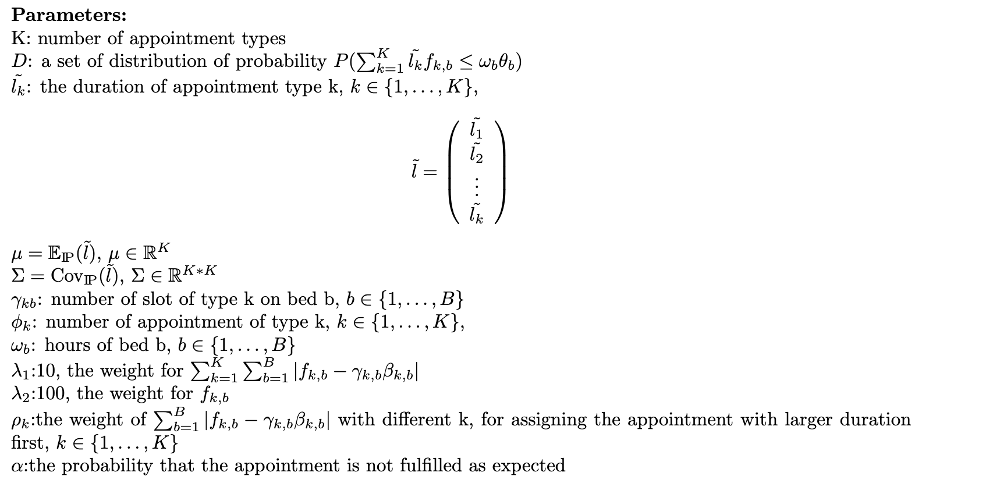 Parameters:
K: number of appointment types
D: a set of distribution of probability $P(\sum_{k=1}^{K} \tilde{l_k} f_{k,b} \leq \omega_b \theta_b)$
$\tilde{l_k}$: the duration of appointment type k, $k \in \{1, \ldots, K\}$,
$\tilde{l} = \begin{pmatrix} \tilde{l_1} \\ \tilde{l_2} \\ \vdots \\ \tilde{l_k} \end{pmatrix}$
$\mu = \mathbb{E}_{\mathbb{P}}(\tilde{l})$, $\mu \in \mathbb{R}^K$
$\Sigma = \mathrm{Cov}_{\mathbb{P}}(\tilde{l})$, $\Sigma \in \mathbb{R}^{K*K}$
$\gamma_{kb}$: number of slot of type k on bed b, $b \in \{1, \ldots, B\}$
$\phi_k$: number of appointment of type k, $k \in \{1, \ldots, K\}$,
$\omega_b$: hours of bed b, $b \in \{1, \ldots, B\}$
$\lambda_1$:10, the weight for $\sum_{k=1}^{K} \sum_{b=1}^{B} |f_{k,b} - \gamma_{k,b}\beta_{k,b}|$
$\lambda_2$:100, the weight for $f_{k,b}$
$\rho_k$:the weight of $\sum_{b=1}^{B} |f_{k,b} - \gamma_{k,b}\beta_{k,b}|$ with different k, for assigning the appointment with larger duration
first, $k \in \{1, \ldots, K\}$
$\alpha$:the probability that the appointment is not fulfilled as expected